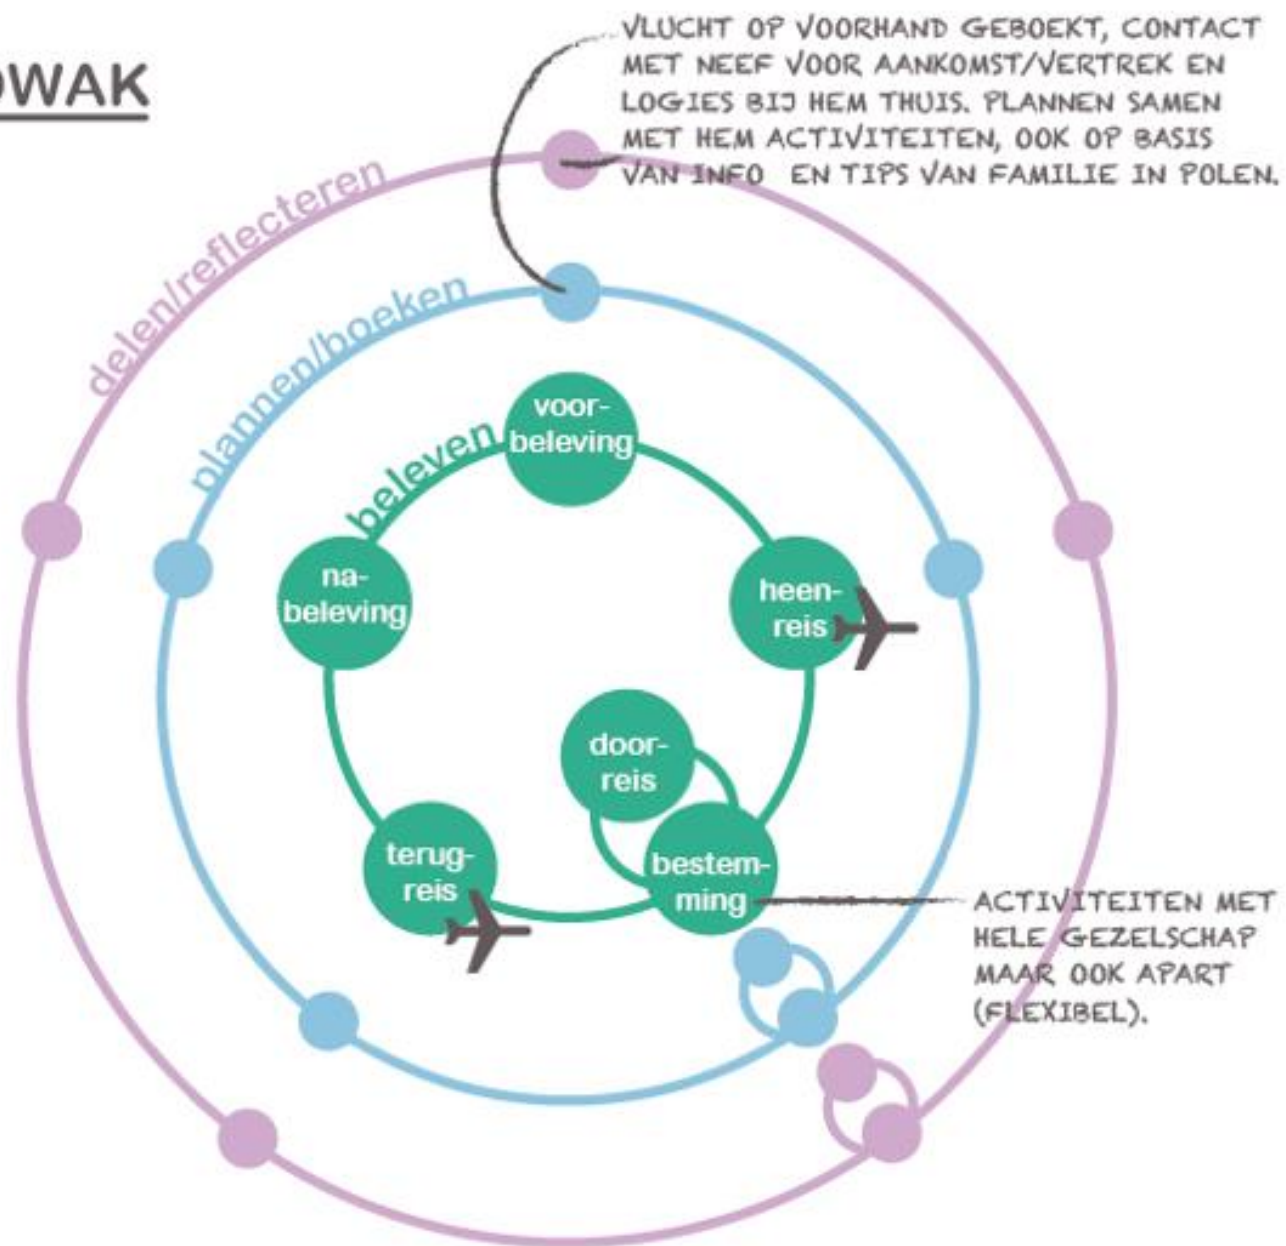 OWAK
VLUCHT OP VOORHAND GEBOEKT, CONTACT
MET NEEF VOOR AANKOMST/VERTREK EN
LOGIES BIJ HEM THUIS. PLANNEN SAMEN
MET HEM ACTIVITEITEN, OOK OP BASIS
VAN INFO EN TIPS VAN FAMILIE IN POLEN.
delen/reflecteren
plannen/boeken
beleven
voor-
beleving
na-
beleving
heen-
reis
door-
reis
terug-
reis
bestem-
ming
ACTIVITEITEN MET
HELE GEZELSCHAP
MAAR OOK APART
(FLEXIBEL).